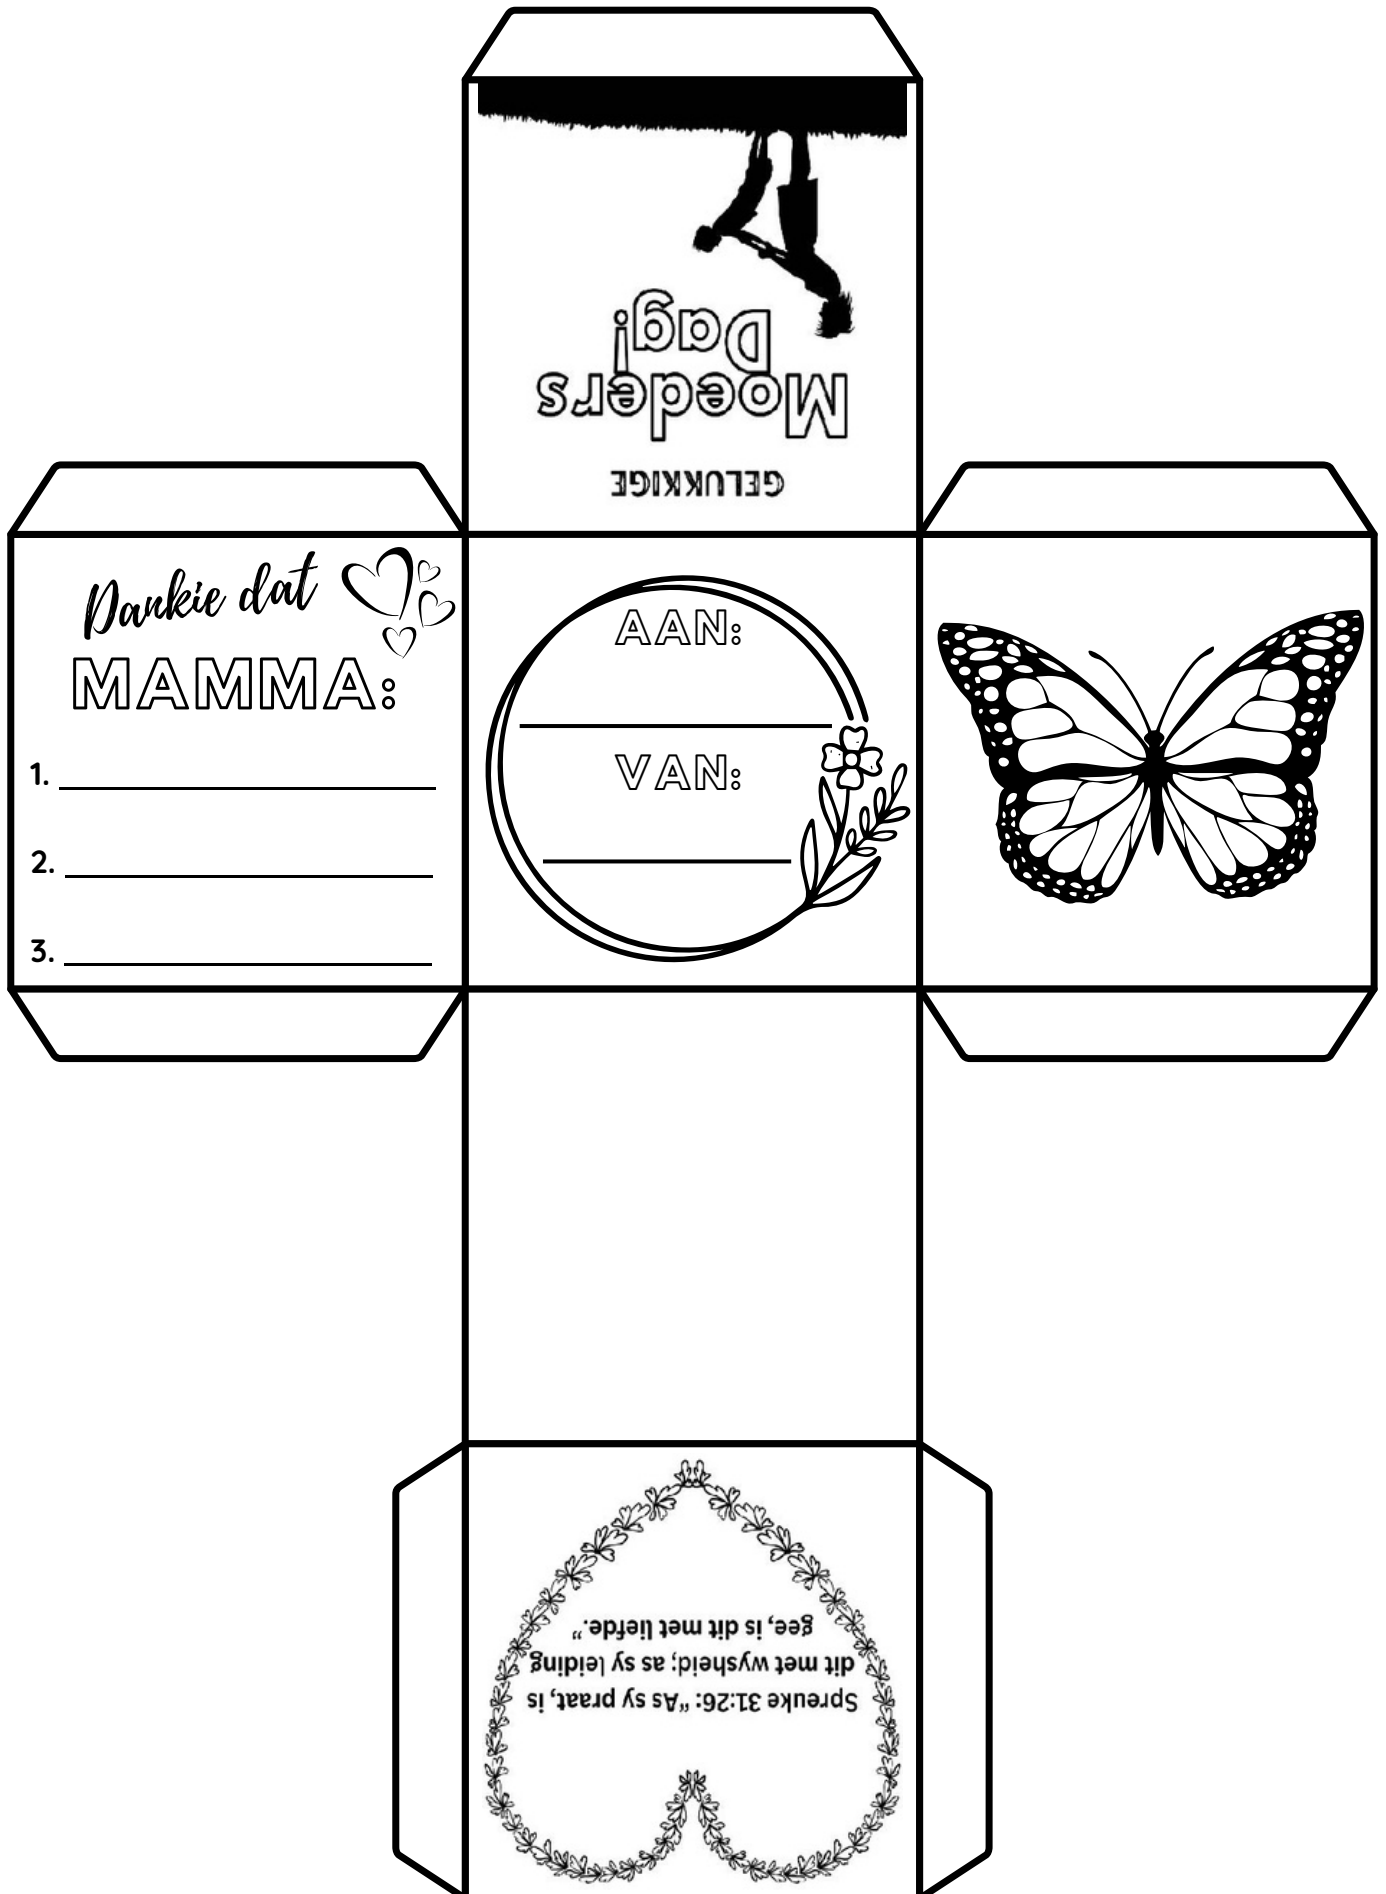 GELUKKIGE
Moeders
Dag!
Dankie dat
MAMMA:
1.
2.
3.
AAN:
VAN:
Spreuke 31:26: “As sy praat, is
dit met wysheid; as sy leiding
gee, is dit met liefde.”